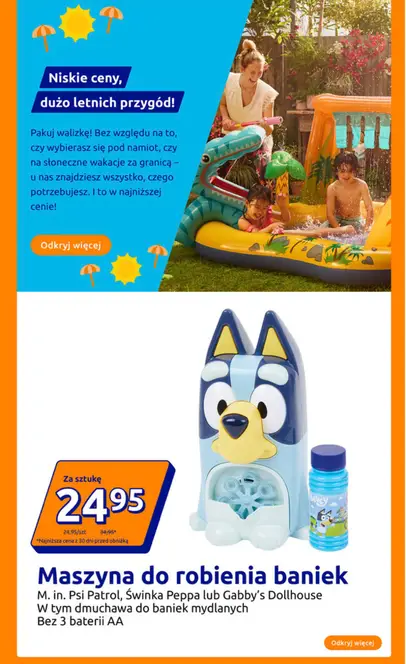 Niskie ceny,
dużo letnich przygód!
Pakuj walizkę! Bez względu na to,
czy wybierasz się pod namiot, czy
na słoneczne wakacje za granicą –
u nas znajdziesz wszystko, czego
potrzebujesz. I to w najniższej
cenie!
Odkryj więcej
Za sztukę
24.95
24.95/szt.
*Najniższa cena z 30 dni przed obniżką
Maszyna do robienia baniek
M. in. Psi Patrol, Świnka Peppa lub Gabby's Dollhouse
W tym dmuchawa do baniek mydlanych
Bez 3 baterii AA
Odkryj więcej